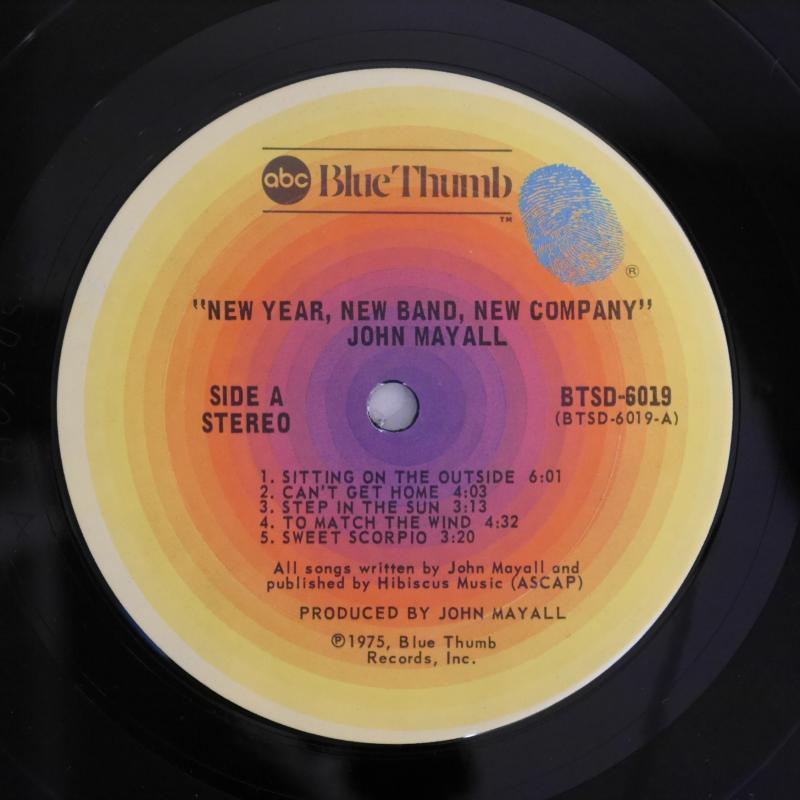 abc Blue Thumb
™
®
"NEW YEAR, NEW BAND, NEW COMPANY"
JOHN MAYALL
SIDE A
STEREO
BTSD-6019
(BTSD-6019-A)
1. SITTING ON THE OUTSIDE 6:01
2. CAN'T GET HOME 4:03
3. STEP IN THE SUN 3:13
4. TO MATCH THE WIND 4:32
5. SWEET SCORPIO 3:20
All songs written by John Mayall and
published by Hibiscus Music (ASCAP)
PRODUCED BY JOHN MAYALL
℗1975, Blue Thumb
Records, Inc.